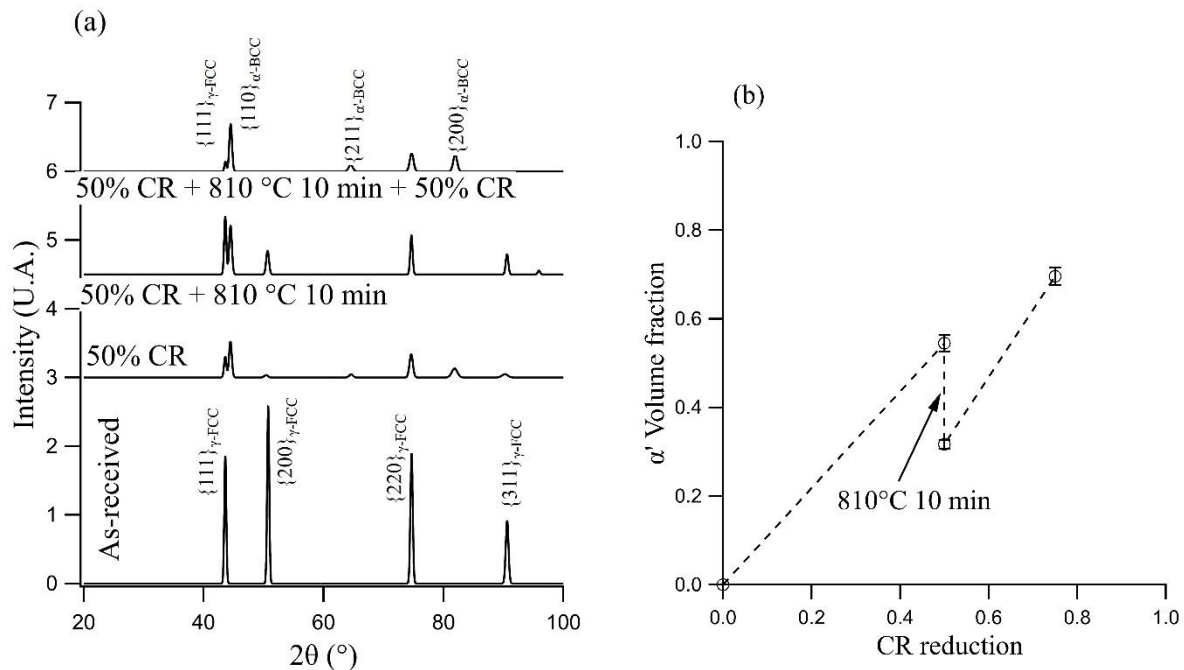 (a)
{111}γ-FCC
{110}α'-BCC
{211}α'-BCC
{200}α'-BCC
7
6
50% CR + 810 °C 10 min + 50% CR
5
50% CR + 810 °C 10 min
4
50% CR
3
2
1
0
Intensity (U.A.)
As-received
{111}γ-FCC
{200}γ-FCC
{220}γ-FCC
{311}γ-FCC
20
40
60
80
100
2θ (°)
(b)
1.0
0.8
0.6
0.4
0.2
0.0
α' Volume fraction
810°C 10 min
0.0
0.2
0.4
0.6
0.8
1.0
CR reduction